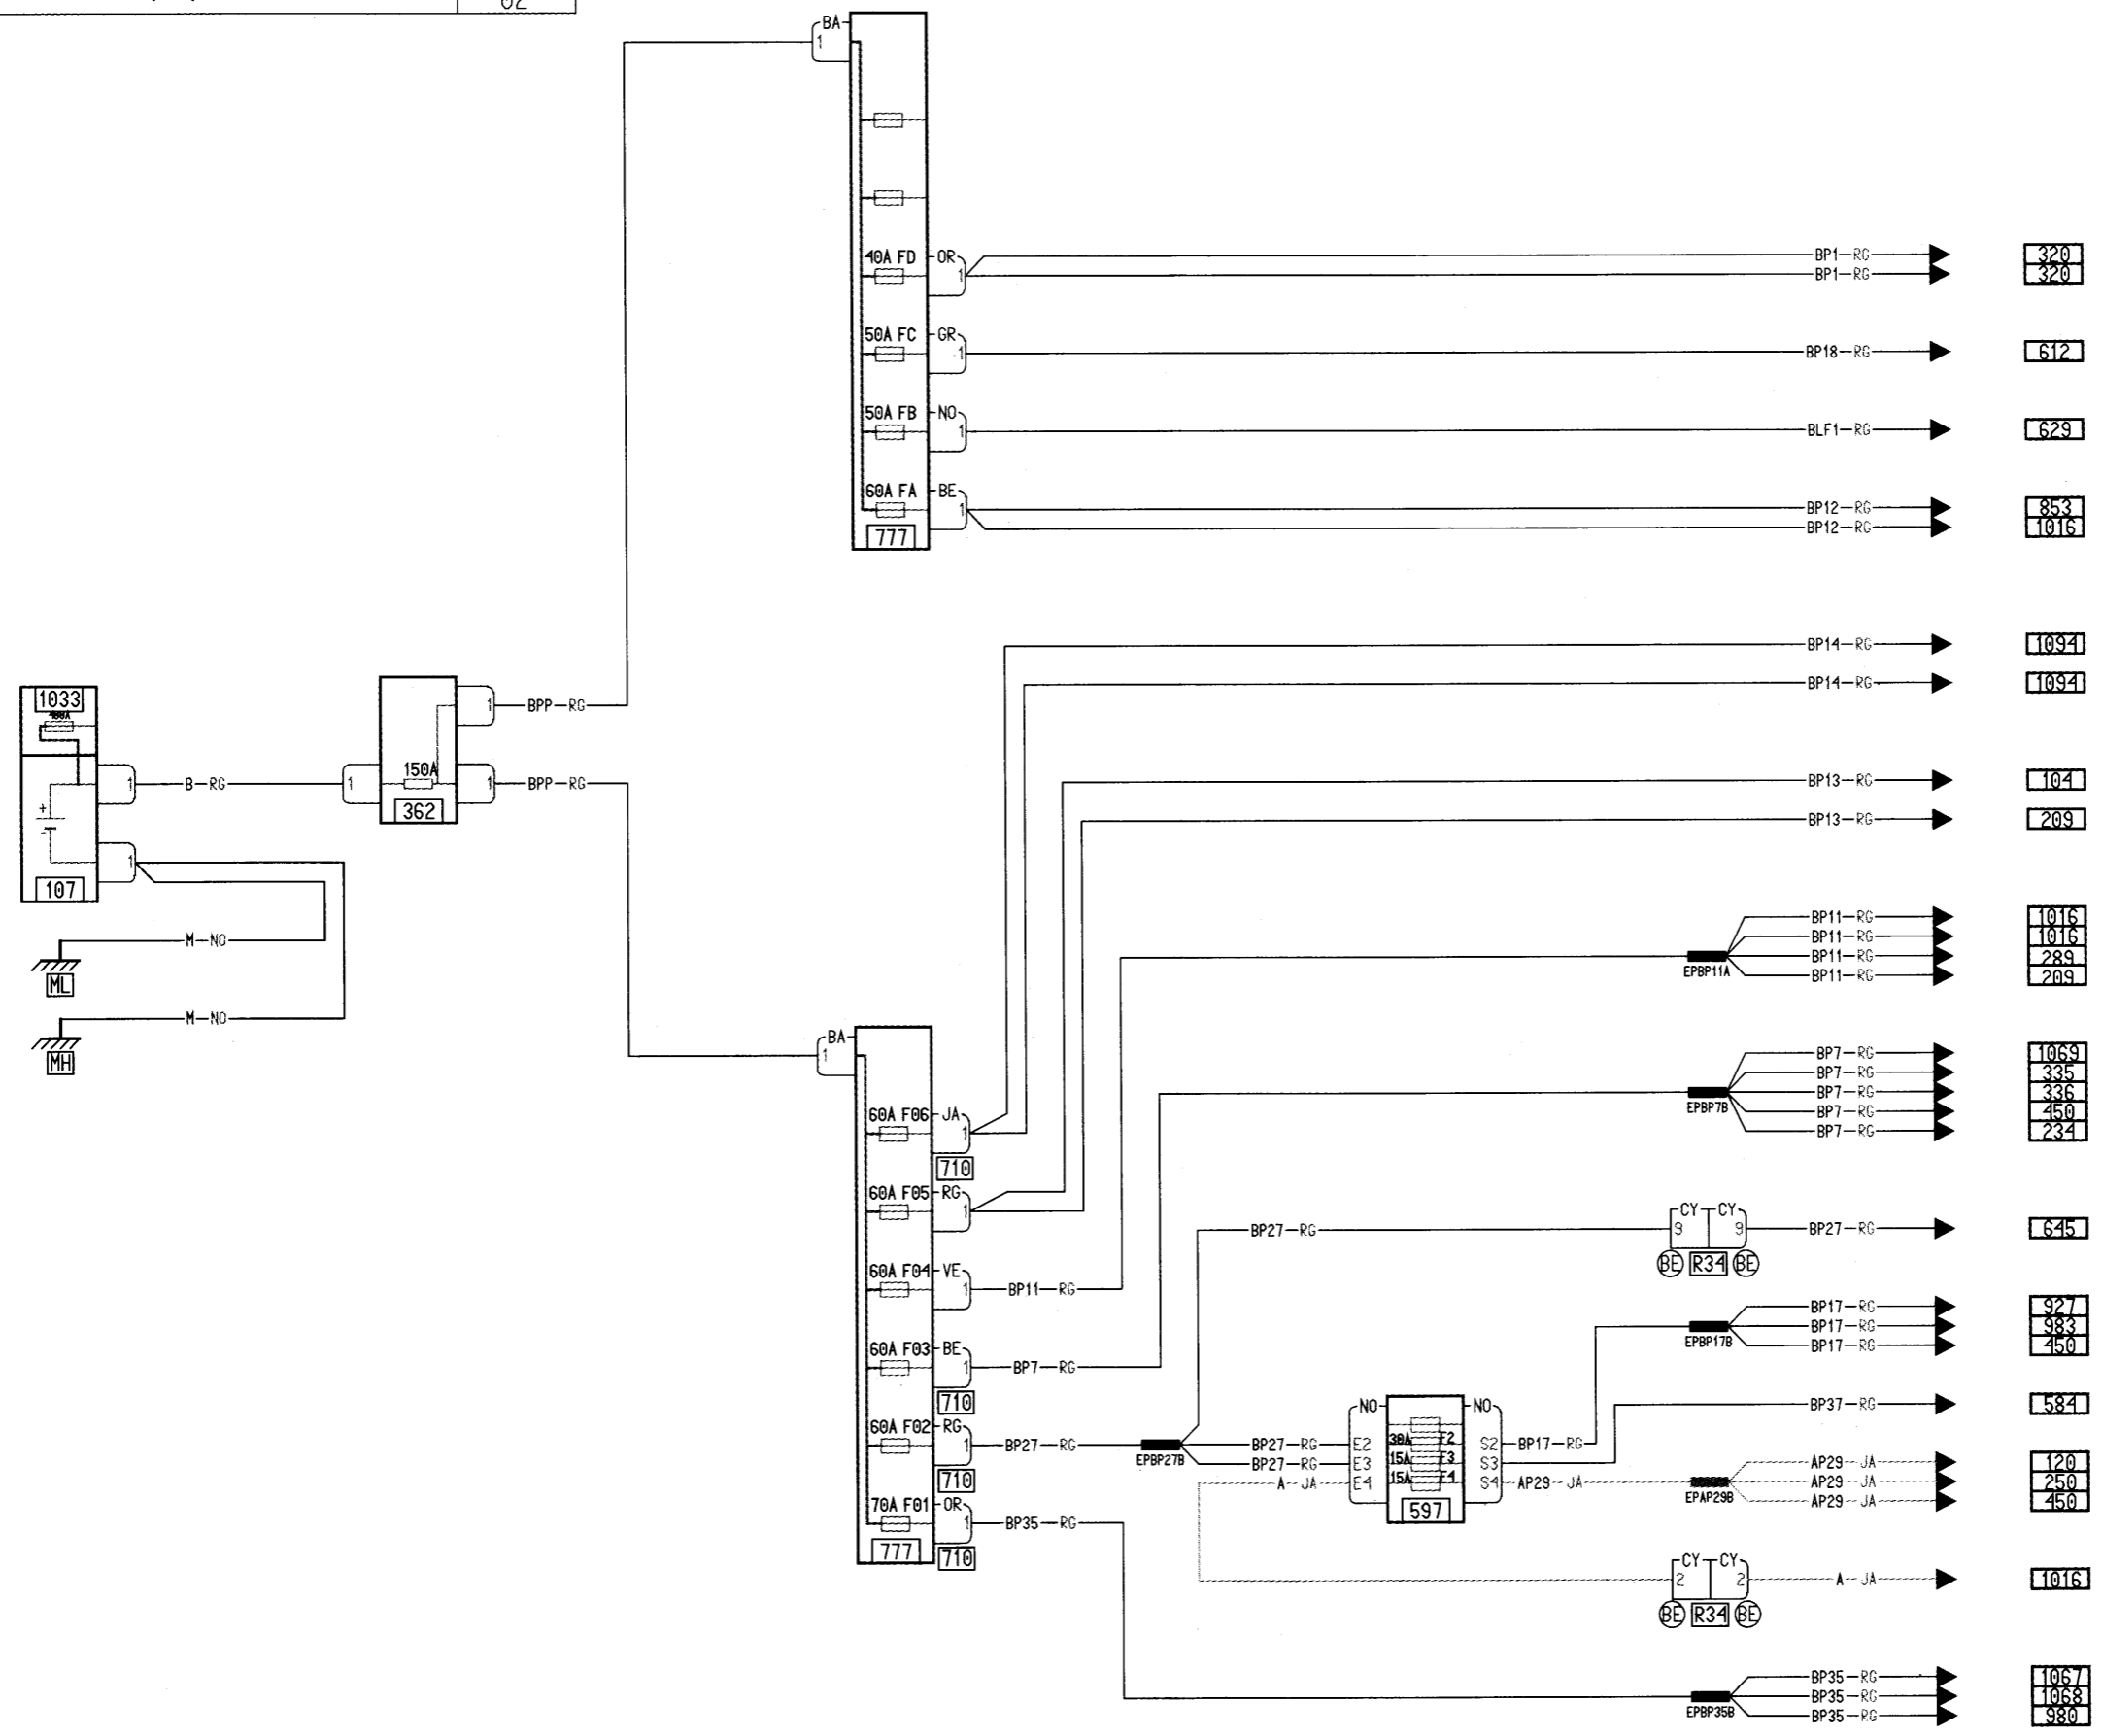 02
BA
1
40A FD OR
1
BP1-RG
320
BP1-RG
320
50A FC GR
1
BP18-RG
612
50A FB NO
1
BLF1-RG
629
60A FA BE
1
BP12-RG
853
BP12-RG
1016
777
BP14-RG
1094
BP14-RG
1094
1033
1
B-RG
1
150A
362
1
BPP-RG
1
BPP-RG
+
-
1
107
M-NO
ML
M-NO
MH
BP13-RG
104
BP13-RG
209
EPBP11A
BP11-RG
1016
BP11-RG
1016
BP11-RG
289
BP11-RG
209
BA
1
EPBP7B
BP7-RG
1069
BP7-RG
335
BP7-RG
336
BP7-RG
450
BP7-RG
234
60A F06 JA
1
710
60A F05 RG
1
60A F04 VE
1
BP11-RG
60A F03 BE
1
BP7-RG
710
60A F02 RG
1
BP27-RG
EPBP27B
710
70A F01 OR
1
BP35-RG
777
710
BP27-RG
CY CY
9 9
BE R34 BE
BP27-RG
645
EPBP17B
BP17-RG
927
BP17-RG
983
BP17-RG
450
NO NO
BP37-RG
584
BP27-RG E2 30A F2 S2 BP17-RG
BP27-RG E3 15A F3 S3
A-JA E4 15A F4 S4 AP29-JA
597
EPAP29B
AP29-JA
120
AP29-JA
250
AP29-JA
450
CY CY
2 2
BE R34 BE
A-JA
1016
EPBP35B
BP35-RG
1067
BP35-RG
1068
BP35-RG
980